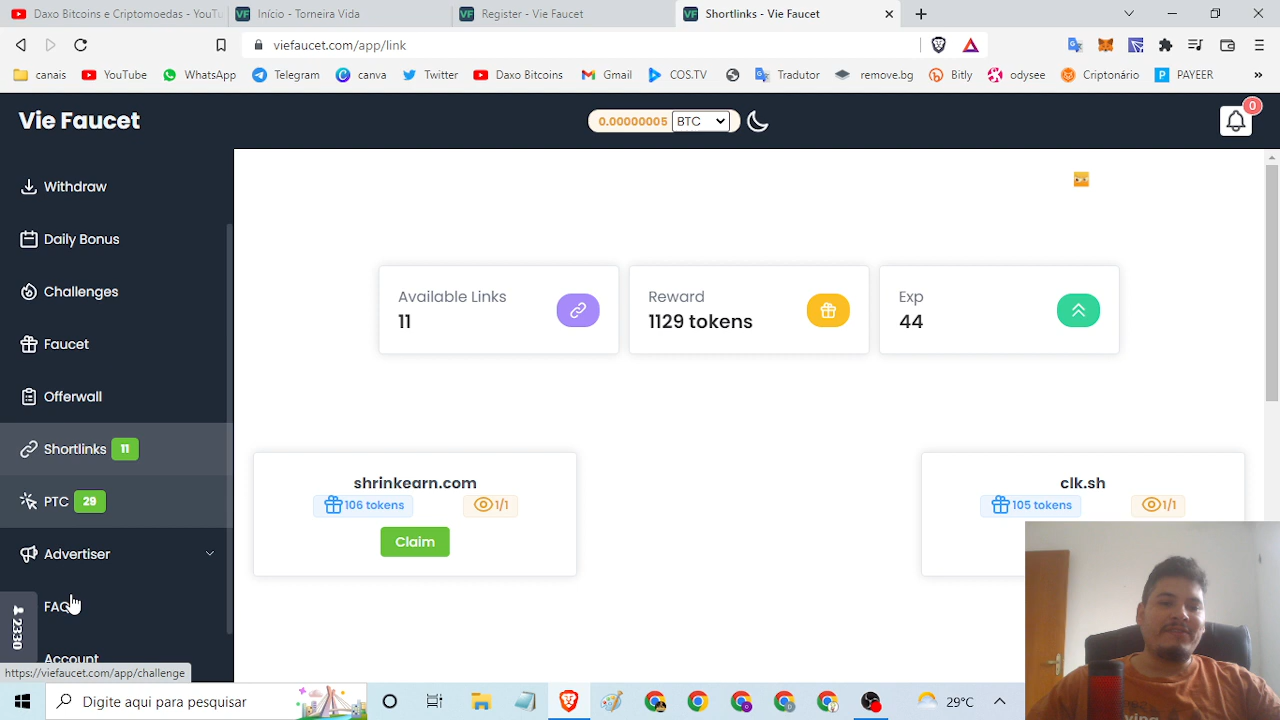 Daxo Bitcoins e Criptomoedas - YouTu
Início - Torneira Vida
Register - Vie Faucet
Shortlinks - Vie Faucet
viefaucet.com/app/link
canais
YouTube
WhatsApp
Telegram
canva
Twitter
Daxo Bitcoins
Gmail
COS.TV
Tradutor
remove.bg
Bitly
odysee
Criptonário
PAYEER
»
Vie Faucet
0.00000005 BTC
0
Withdraw
Daily Bonus
Challenges
Faucet
Offerwall
Shortlinks 11
PTC 29
Advertiser
FAQ
Account
2230
https://viefaucet.com/app/challenge
Available Links
11
Reward
1129 tokens
Exp
44
shrinkearn.com
106 tokens
1/1
Claim
clk.sh
105 tokens
1/1
Digite aqui para pesquisar
29°C